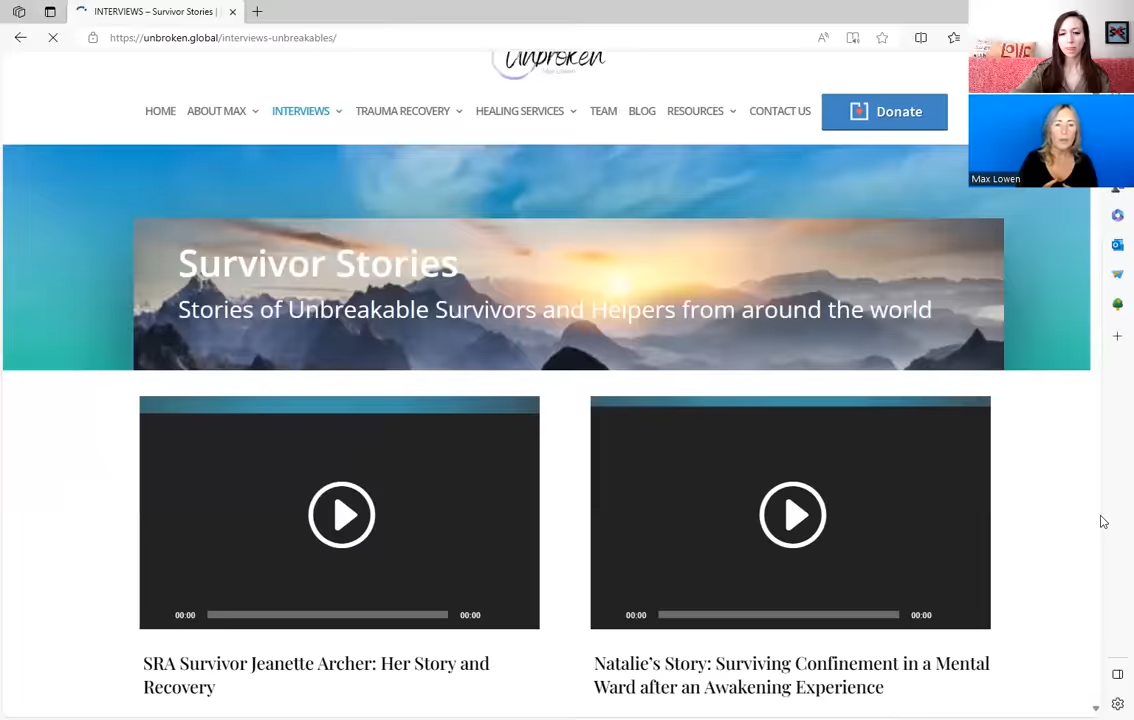 INTERVIEWS – Survivor Stories |
https://unbroken.global/interviews-unbreakables/
Unbroken
Max Lowen
LOVE
HOME ABOUT MAX INTERVIEWS TRAUMA RECOVERY HEALING SERVICES TEAM BLOG RESOURCES CONTACT US Donate
Max Lowen
Survivor Stories
Stories of Unbreakable Survivors and Helpers from around the world
00:00 00:00
00:00 00:00
SRA Survivor Jeanette Archer: Her Story and
Recovery
Natalie’s Story: Surviving Confinement in a Mental
Ward after an Awakening Experience